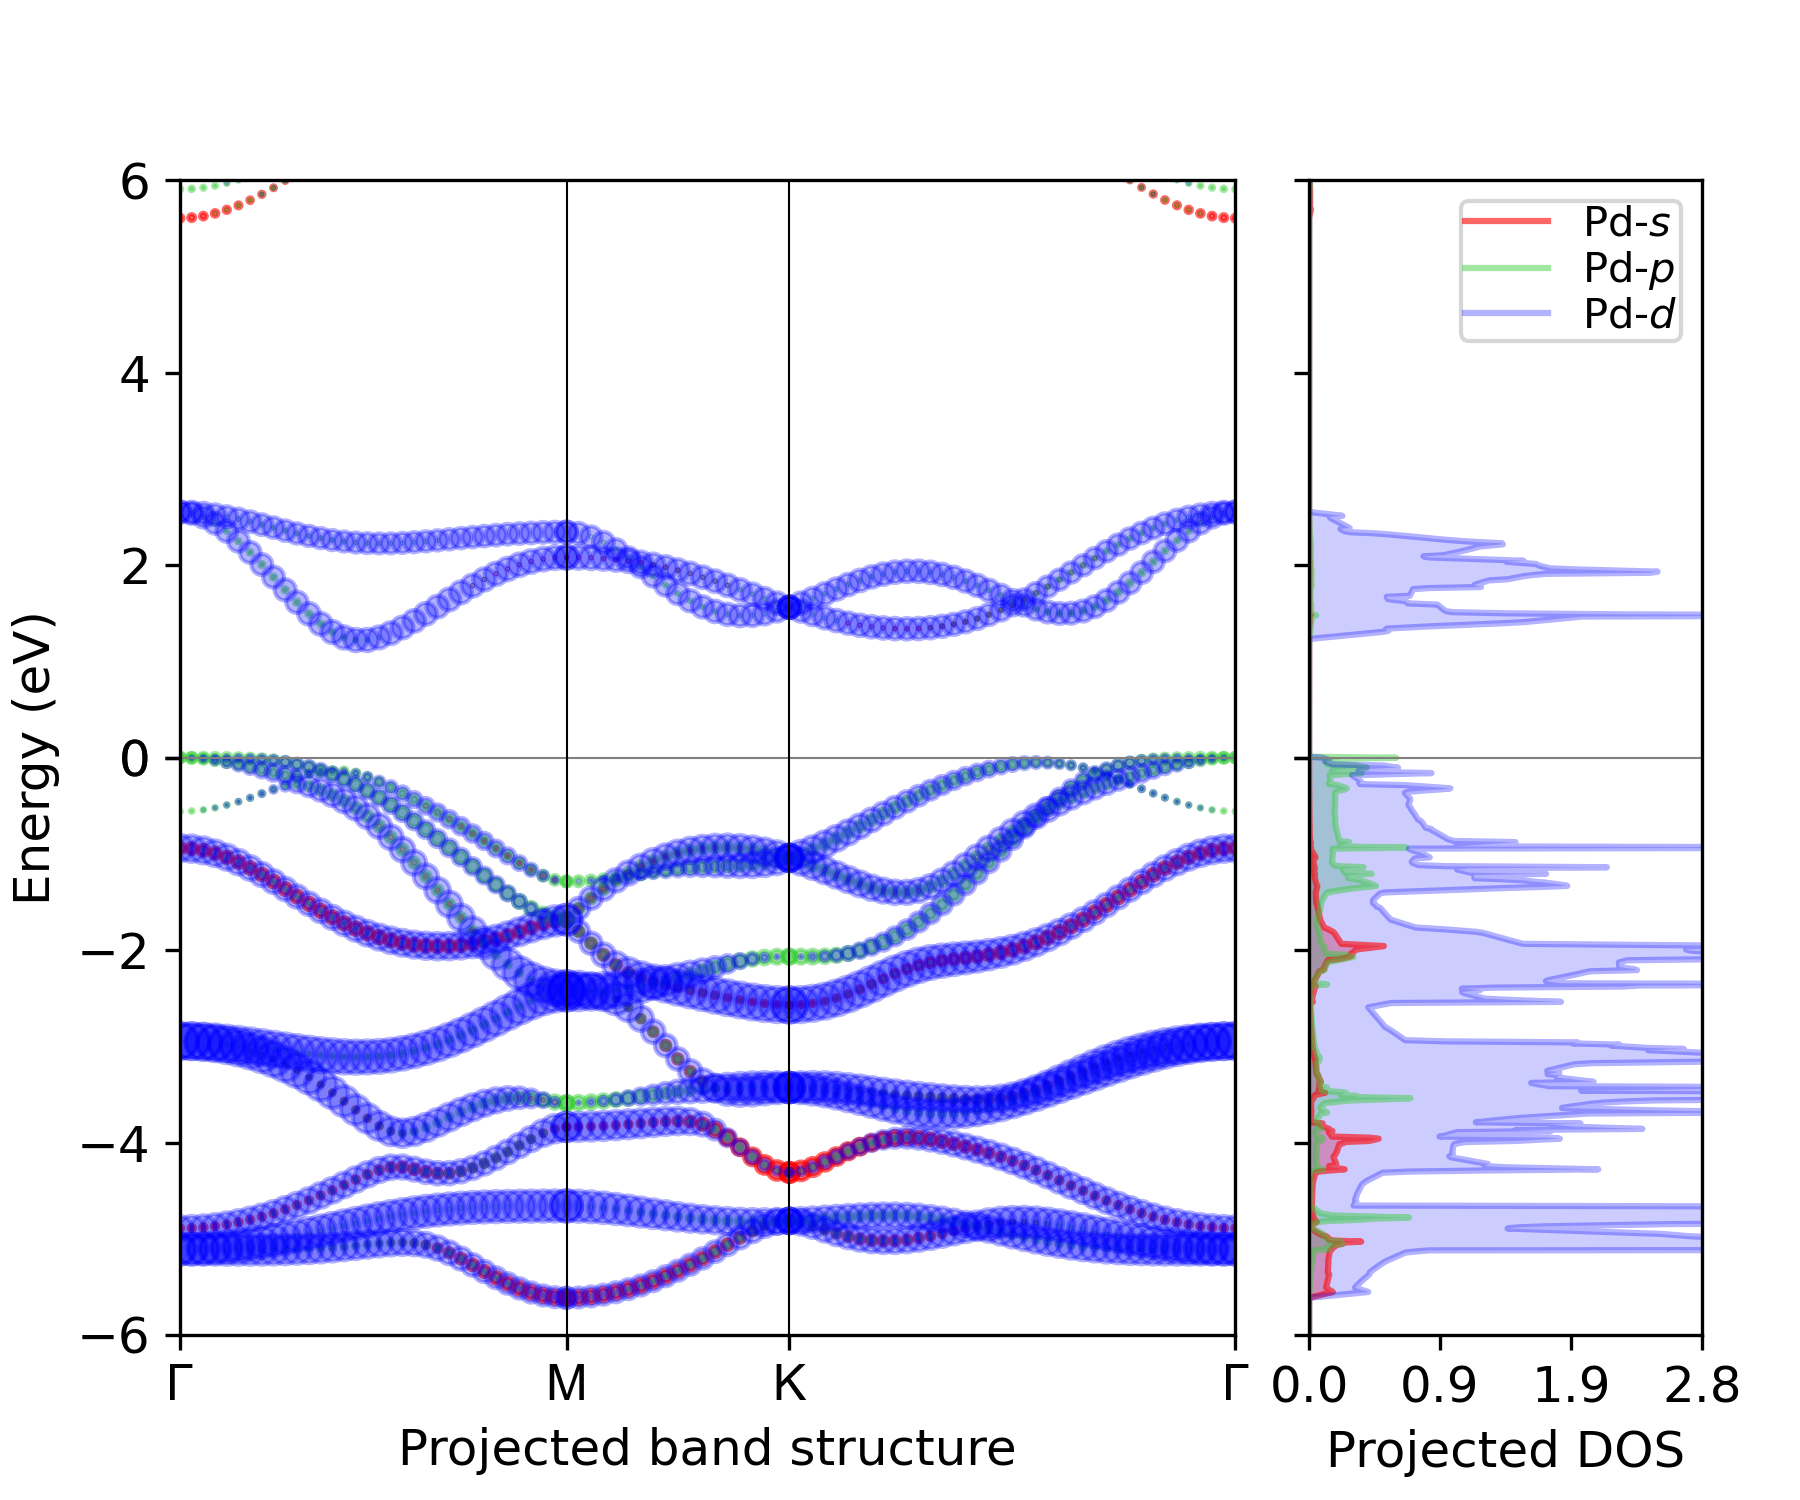 6
4
2
0
−2
−4
−6
Energy (eV)
Γ
M
K
Γ
Projected band structure
Pd-s
Pd-p
Pd-d
0.0
0.9
1.9
2.8
Projected DOS